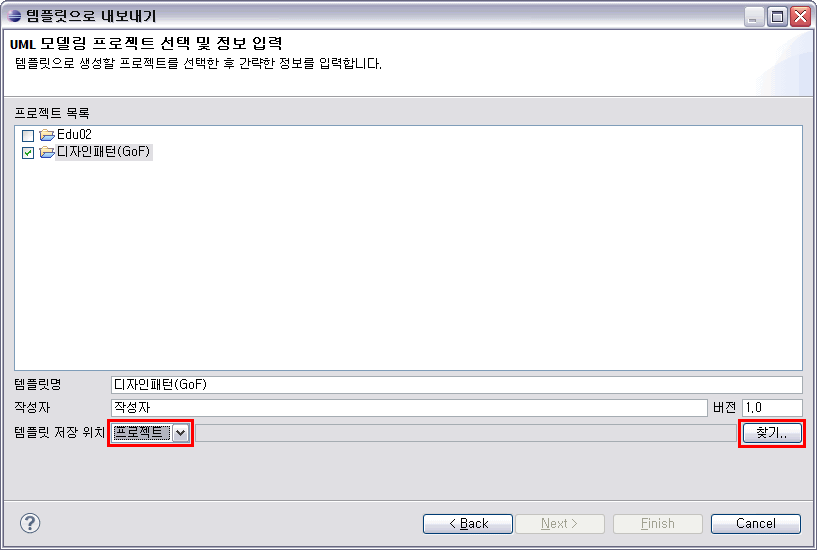 템플릿으로 내보내기
UML 모델링 프로젝트 선택 및 정보 입력
템플릿으로 생성할 프로젝트를 선택한 후 간략한 정보를 입력합니다.
프로젝트 목록
Edu02
디자인패턴(GoF)
템플릿명 디자인패턴(GoF)
작성자 작성자 버전 1.0
템플릿 저장 위치 프로젝트 찾기..
?
< Back Next > Finish Cancel